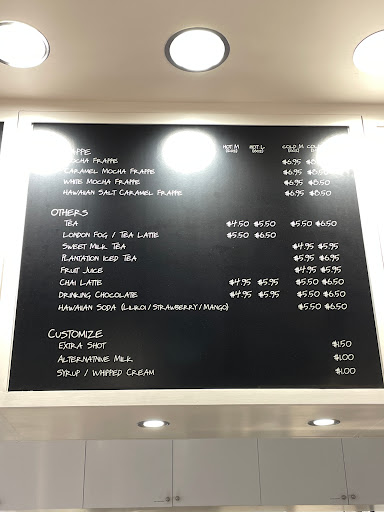 HOT M HOT L COLD M COL
PPE
MOCHA FRAPPE $6.95
CARAMEL MOCHA FRAPPE $6.95 $8.50
WHITE MOCHA FRAPPE $6.95 $8.50
HAWAIIAN SALT CARAMEL FRAPPE $6.95 $8.50
OTHERS
TEA $4.50 $5.50 $5.50 $6.50
LONDON FOG / TEA LATTE $5.50 $6.50
SWEET MILK TEA $4.95 $5.95
PLANTATION ICED TEA $5.95 $6.95
FRUIT JUICE $4.95 $5.95
CHAI LATTE $4.95 $5.95 $5.50 $6.50
DRINKING CHOCOLATE $4.95 $5.95 $5.50 $6.50
HAWAIIAN SODA (LILIKOI / STRAWBERRY / MANGO) $5.50 $6.50
CUSTOMIZE
EXTRA SHOT $1.50
ALTERNATNIVE MILK $1.00
SYRUP / WHIPPED CREAM $1.00